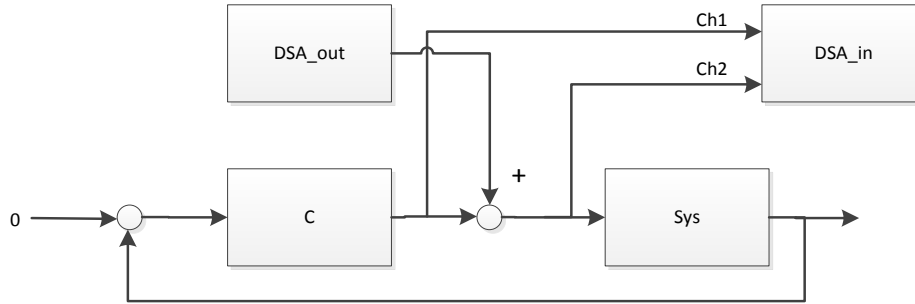 Ch1
DSA_out
DSA_in
Ch2
+
0
C
Sys